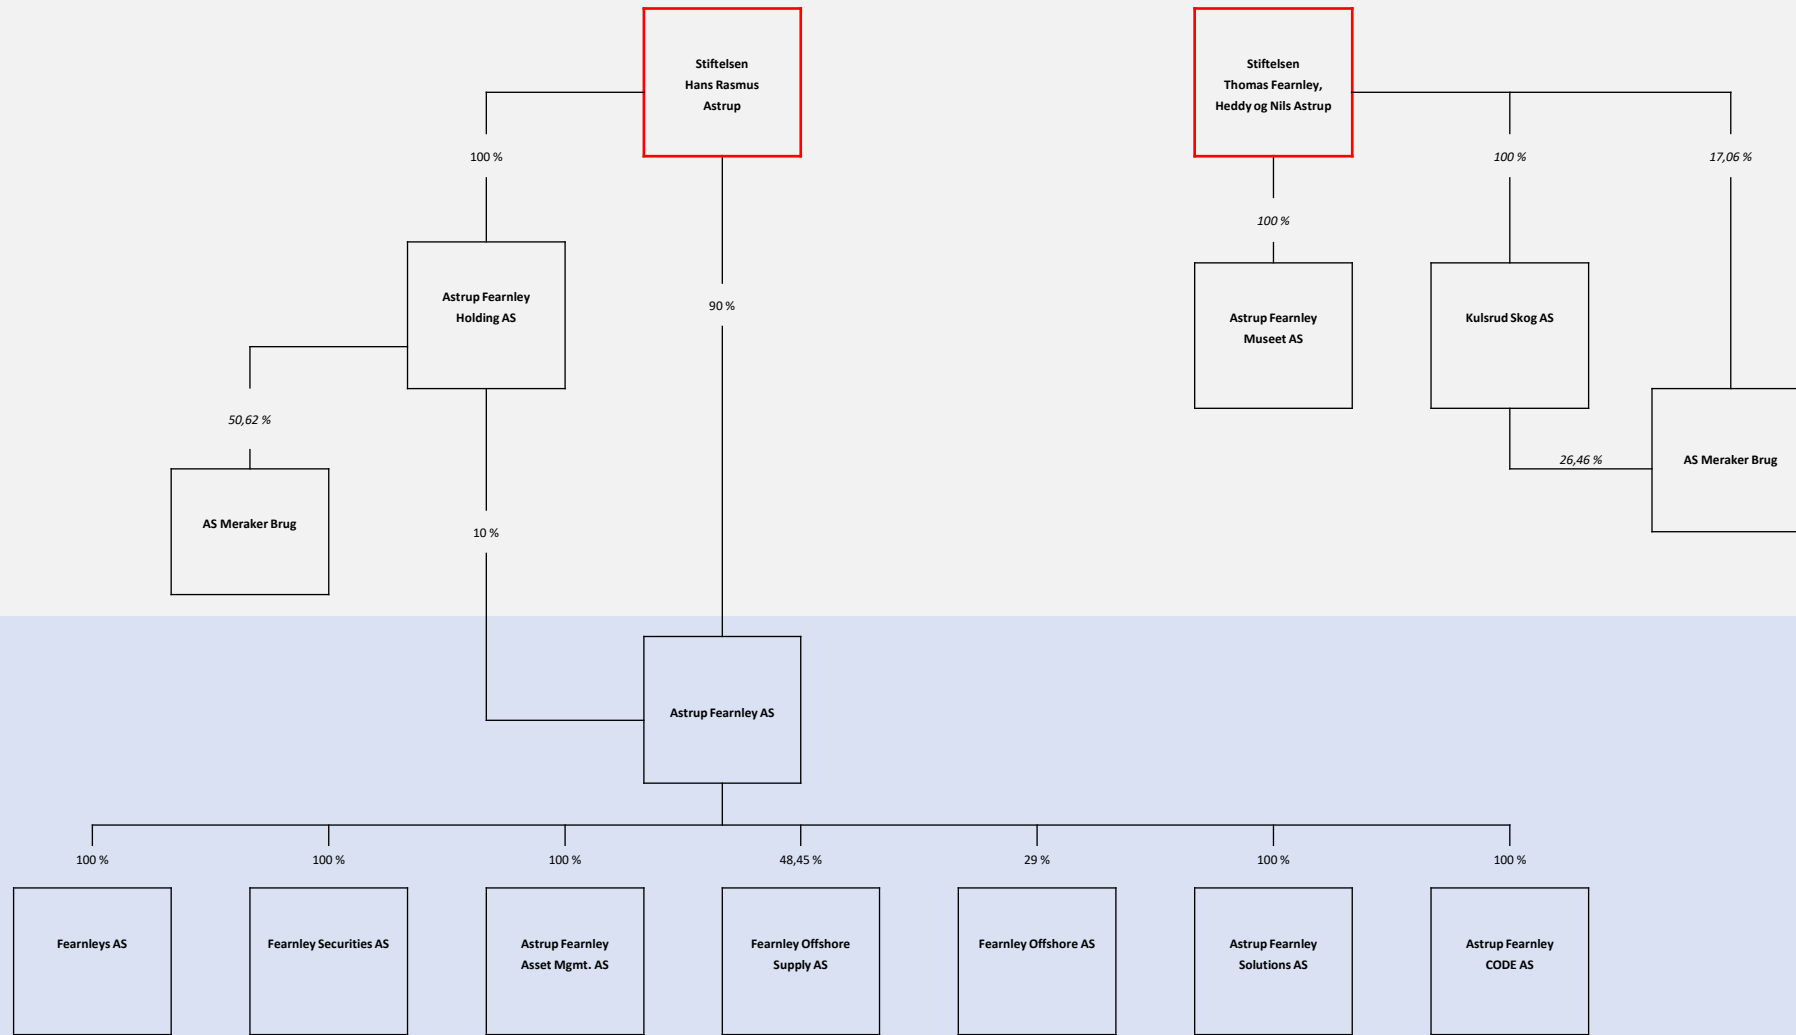 Stiftelsen
Hans Rasmus
Astrup
Stiftelsen
Thomas Fearnley,
Heddy og Nils Astrup
100 %
100 %
17,06 %
100 %
Astrup Fearnley
Holding AS
90 %
Astrup Fearnley
Museet AS
Kulsrud Skog AS
50,62 %
26,46 %
AS Meraker Brug
AS Meraker Brug
10 %
Astrup Fearnley AS
100 %
100 %
100 %
48,45 %
29 %
100 %
100 %
Fearnleys AS
Fearnley Securities AS
Astrup Fearnley
Asset Mgmt. AS
Fearnley Offshore
Supply AS
Fearnley Offshore AS
Astrup Fearnley
Solutions AS
Astrup Fearnley
CODE AS